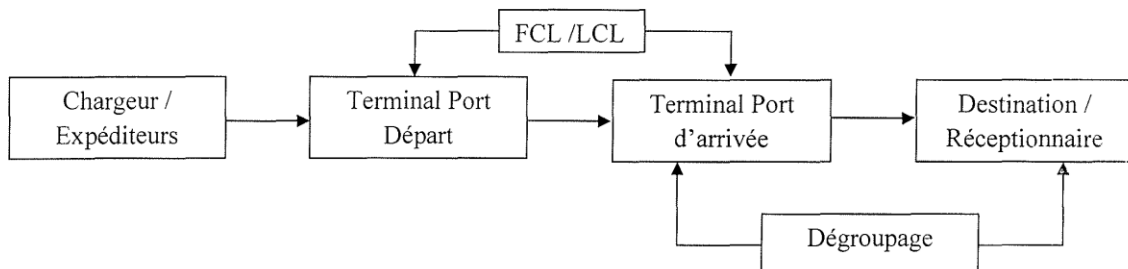 FCL /LCL
Chargeur /
Expéditeurs
Terminal Port
Départ
Terminal Port
d'arrivée
Destination /
Réceptionnaire
Dégroupage